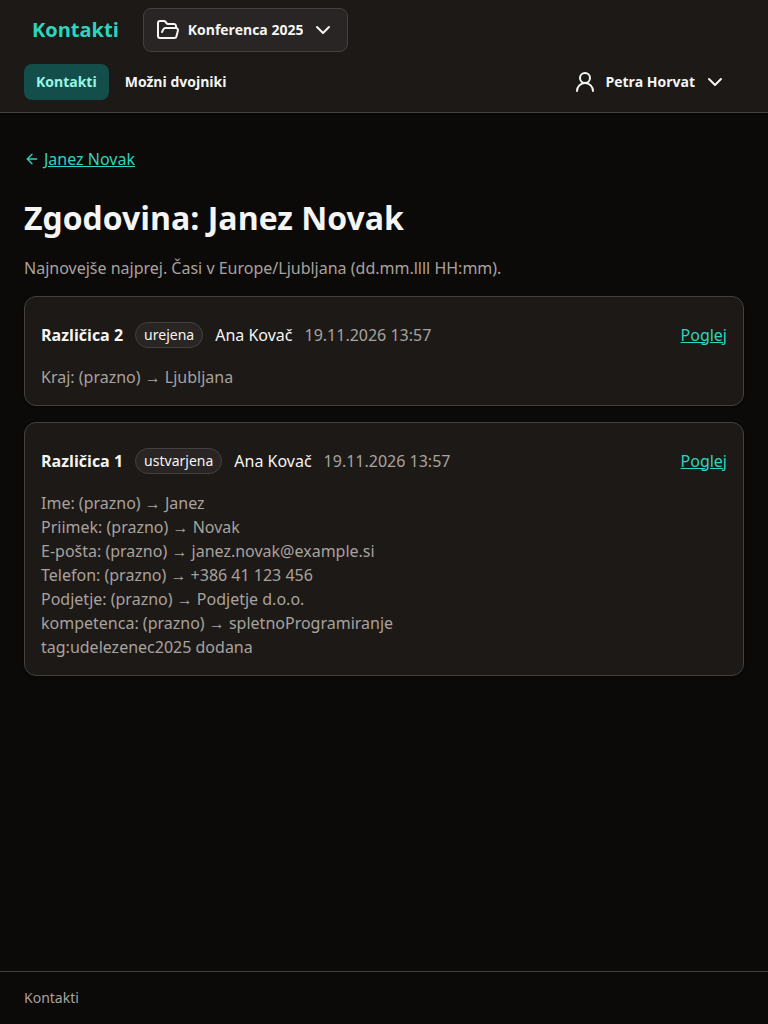 Kontakti
Konferenca 2025
Kontakti
Možni dvojniki
Petra Horvat
← Janez Novak
Zgodovina: Janez Novak
Najnovejše najprej. Časi v Europe/Ljubljana (dd.mm.llll HH:mm).
Različica 2 urejena Ana Kovač 19.11.2026 13:57 Poglej
Kraj: (prazno) → Ljubljana
Različica 1 ustvarjena Ana Kovač 19.11.2026 13:57 Poglej
Ime: (prazno) → Janez
Priimek: (prazno) → Novak
E-pošta: (prazno) → janez.novak@example.si
Telefon: (prazno) → +386 41 123 456
Podjetje: (prazno) → Podjetje d.o.o.
kompetenca: (prazno) → spletnoProgramiranje
tag:udelezenec2025 dodana
Kontakti